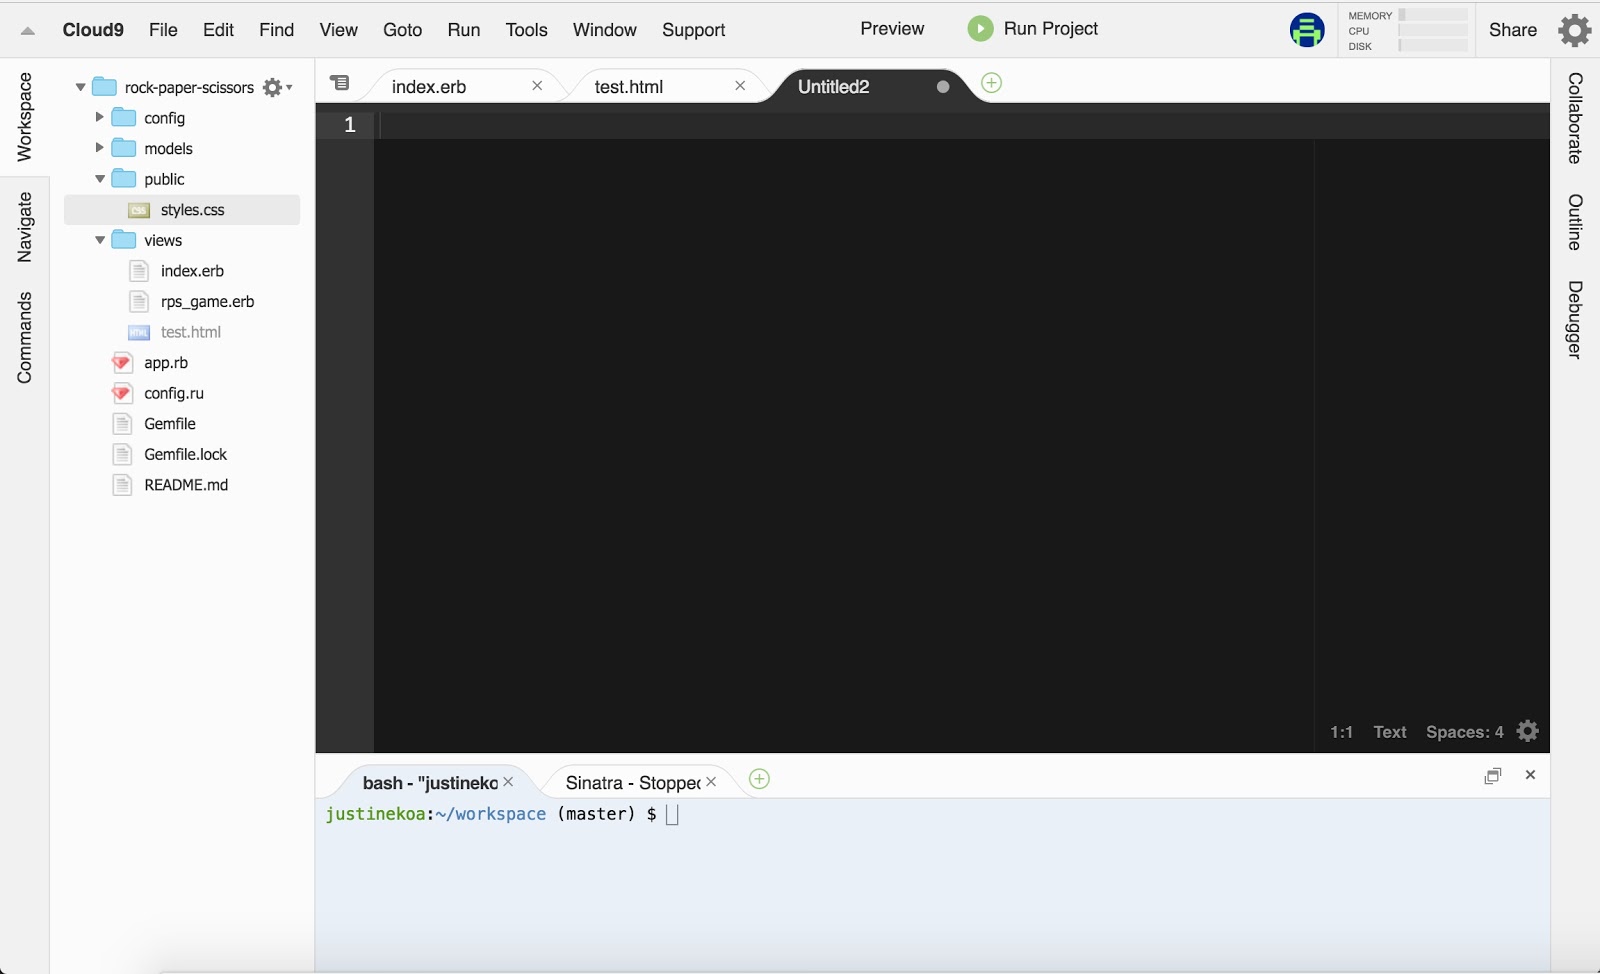 Cloud9 File Edit Find View Goto Run Tools Window Support Preview Run Project MEMORY CPU DISK Share
Workspace
Navigate
Commands
rock-paper-scissors
config
models
public
CSS styles.css
views
index.erb
rps_game.erb
HTML test.html
app.rb
config.ru
Gemfile
Gemfile.lock
README.md
index.erb test.html Untitled2
1
1:1 Text Spaces: 4
bash - "justineko Sinatra - Stopped
justinekoa:~/workspace (master) $
Collaborate
Outline
Debugger